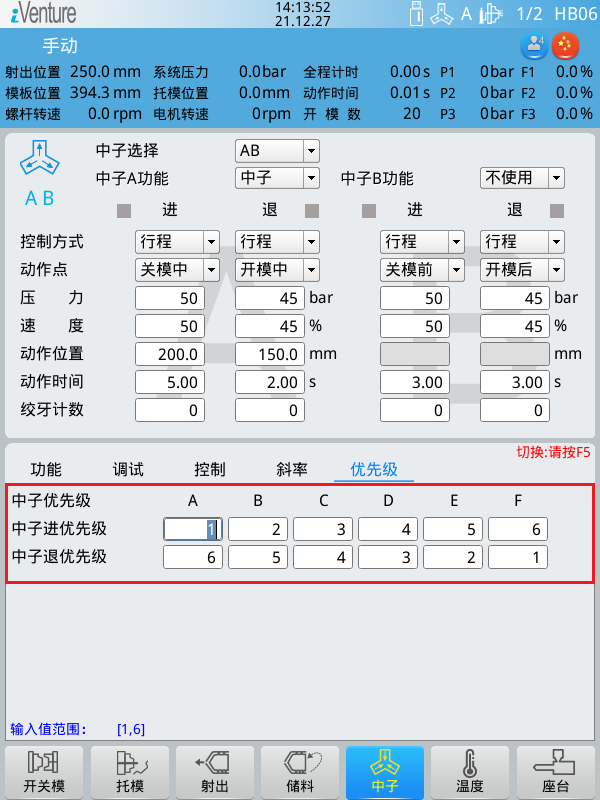 iVenture 14:13:52 A 1/2 HB06
21.12.27
手动 4
射出位置 250.0 mm 系统压力 0.0 bar 全程计时 0.00 s P1 0 bar F1 0.0 %
模板位置 394.3 mm 托模位置 0.0 mm 动作时间 0.01 s P2 0 bar F2 0.0 %
螺杆转速 0.0 rpm 电机转速 0 rpm 开 模 数 20 P3 0 bar F3 0.0 %
中子选择 AB
中子A功能 中子 中子B功能 不使用
A B
进 退 进 退
控制方式 行程 行程 行程 行程
动作点 关模中 开模中 关模前 开模后
压 力 50 45 bar 50 45 bar
速 度 50 45 % 50 45 %
动作位置 200.0 150.0 mm mm
动作时间 5.00 2.00 s 3.00 3.00 s
绞牙计数 0 0 0 0
A B
切换:请按F5
功能 调试 控制 斜率 优先级
中子优先级 A B C D E F
中子进优先级 1 2 3 4 5 6
中子退优先级 6 5 4 3 2 1
输入值范围: [1,6]
开关模 托模 射出 储料 中子 温度 座台